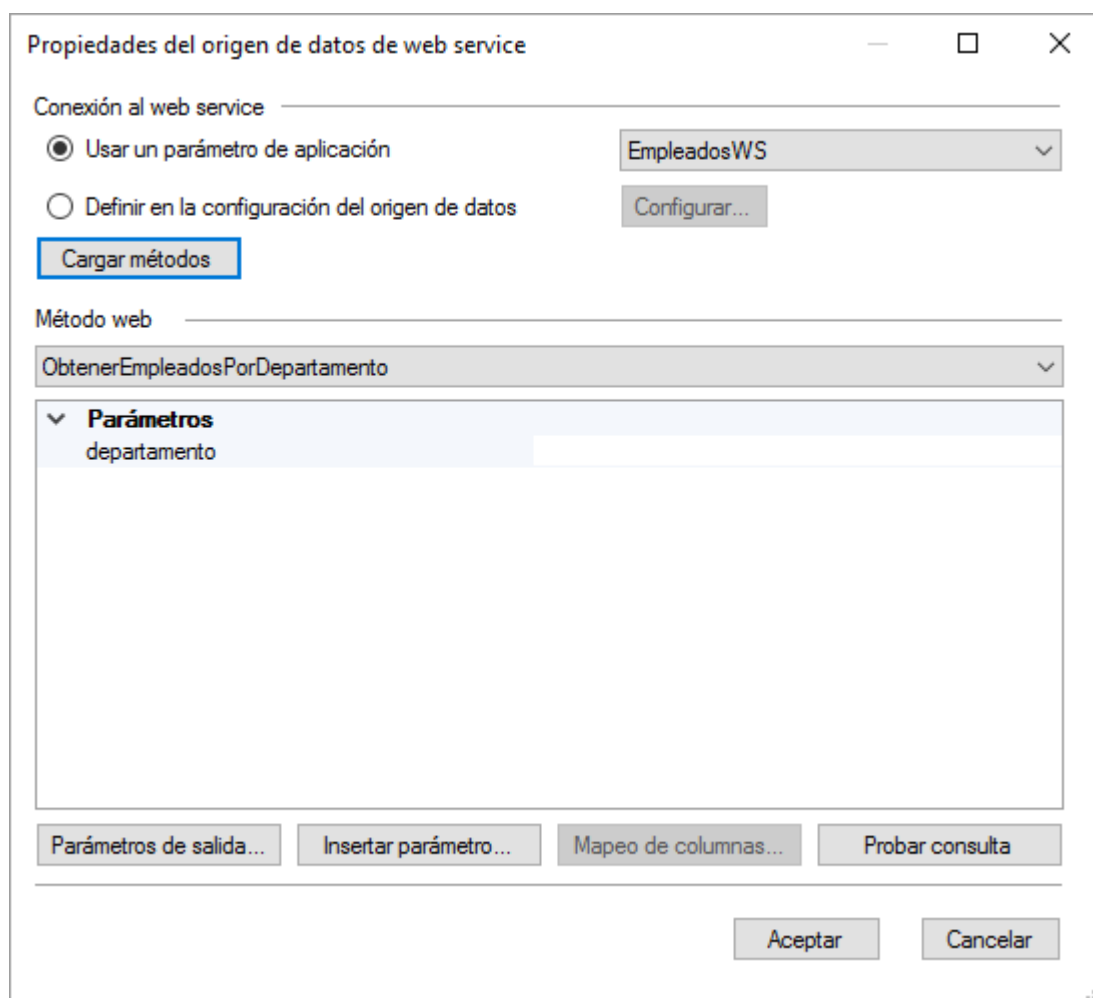 Propiedades del origen de datos de web service
Conexión al web service
Usar un parámetro de aplicación
EmpleadosWS
Definir en la configuración del origen de datos
Configurar...
Cargar métodos
Método web
ObtenerEmpleadosPorDepartamento
Parámetros
departamento
Parámetros de salida... Insertar parámetro... Mapeo de columnas... Probar consulta
Aceptar Cancelar